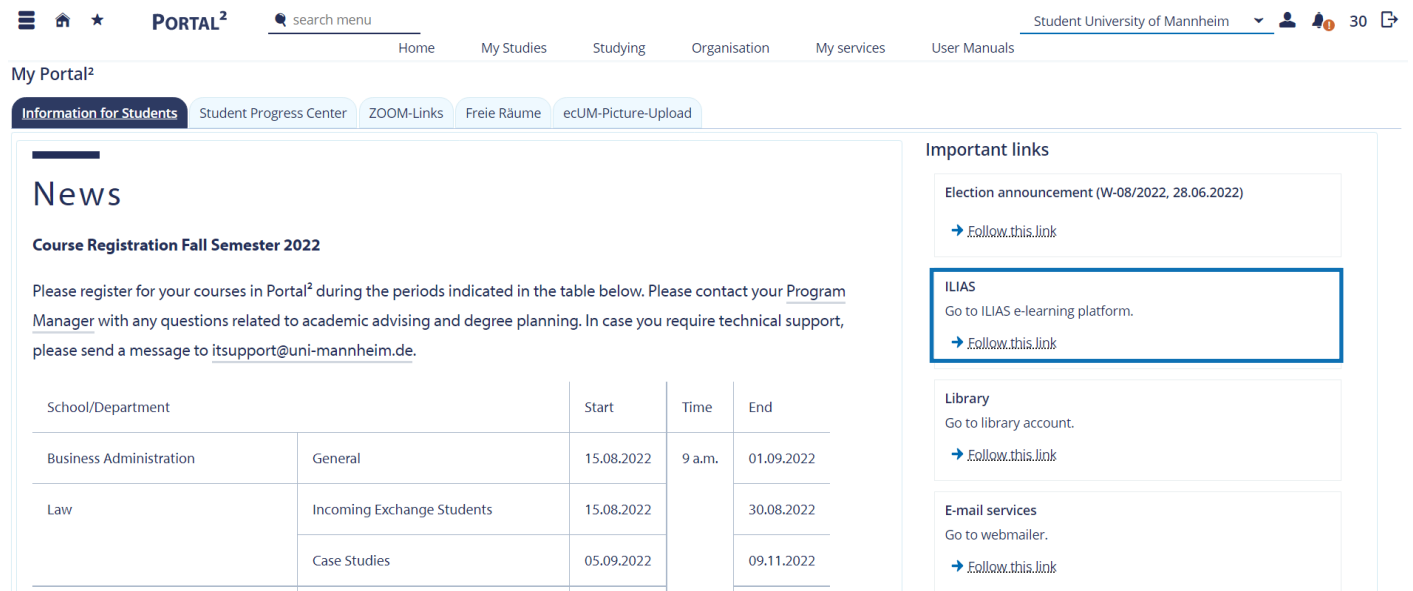 PORTAL²
search menu
Student University of Mannheim
30
Home My Studies Studying Organisation My services User Manuals
My Portal²
Information for Students Student Progress Center ZOOM-Links Freie Räume ecUM-Picture-Upload
News
Course Registration Fall Semester 2022
Please register for your courses in Portal² during the periods indicated in the table below. Please contact your Program
Manager with any questions related to academic advising and degree planning. In case you require technical support,
please send a message to itsupport@uni-mannheim.de.
School/Department Start Time End
Business Administration General 15.08.2022 9 a.m. 01.09.2022
Law Incoming Exchange Students 15.08.2022 30.08.2022
Case Studies 05.09.2022 09.11.2022
Important links
Election announcement (W-08/2022, 28.06.2022)
Follow this link
ILIAS
Go to ILIAS e-learning platform.
Follow this link
Library
Go to library account.
Follow this link
E-mail services
Go to webmailer.
Follow this link